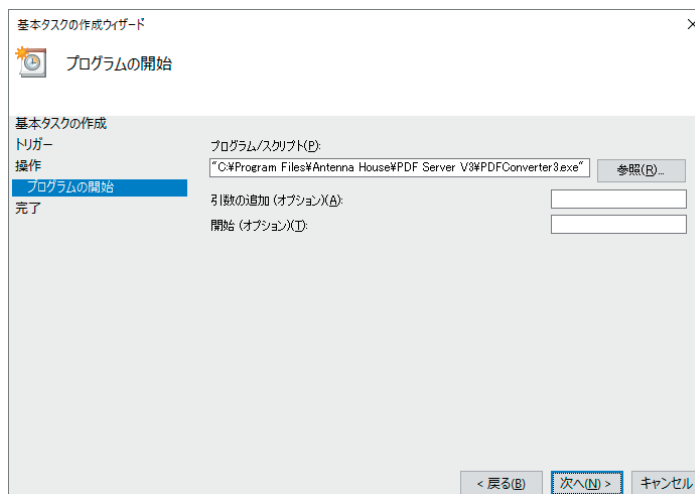 基本タスクの作成ウィザード
プログラムの開始
基本タスクの作成
トリガー
操作
プログラムの開始
完了
プログラム/スクリプト(P):
"C:¥Program Files¥Antenna House¥PDF Server V3¥PDFConverter3.exe"
参照(R)...
引数の追加 (オプション)(A):
開始 (オプション)(T):
< 戻る(B)
次へ(N) >
キャンセル